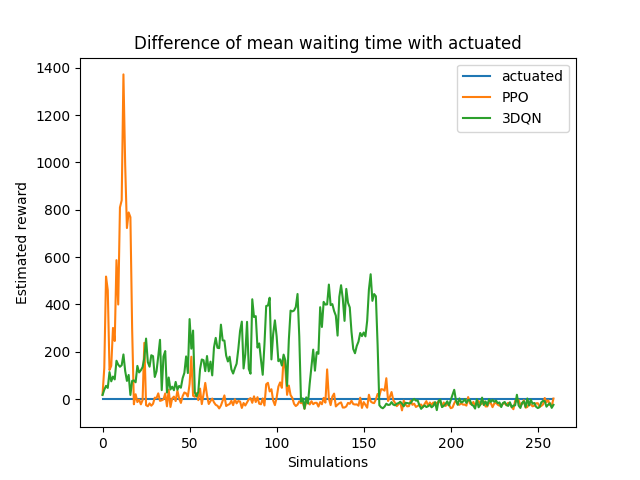 Difference of mean waiting time with actuated
1400
1200
1000
800
600
400
200
0
Estimated reward
actuated
PPO
3DQN
0 50 100 150 200 250
Simulations